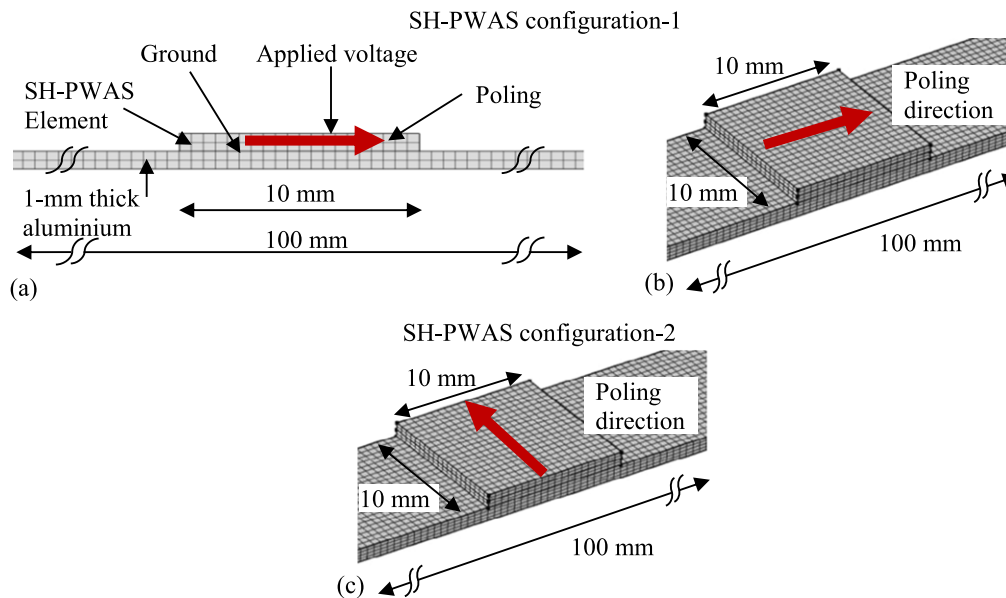 SH-PWAS configuration-1
Ground
Applied voltage
SH-PWAS
Element
Poling
1-mm thick
aluminium
10 mm
100 mm
(a)
10 mm
Poling
direction
10 mm
100 mm
(b)
SH-PWAS configuration-2
10 mm
Poling
direction
10 mm
100 mm
(c)